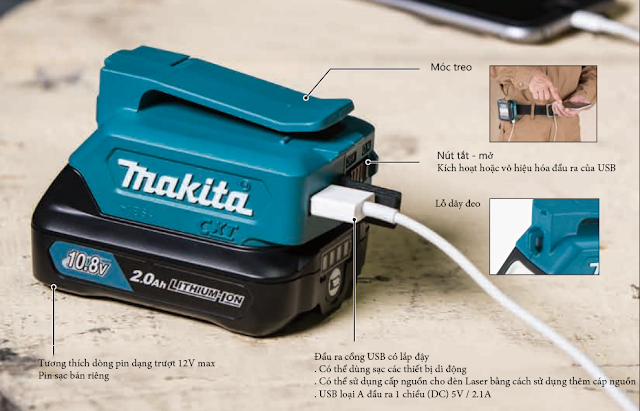 Móc treo
Nút tắt - mở
Kích hoạt hoặc vô hiệu hóa đầu ra của USB
Lỗ dây đeo
makita
CXT
10.8V
2.0Ah LITHIUM-ION
Tương thích dòng pin dạng trượt 12V max
Pin sạc bán riêng
Đầu ra cổng USB có lắp đậy
. Có thể dùng sạc các thiết bị di động
. Có thể sử dụng cấp nguồn cho đèn Laser bằng cách sử dụng thêm cáp nguồn
. USB loại A đầu ra 1 chiều (DC) 5V / 2.1A